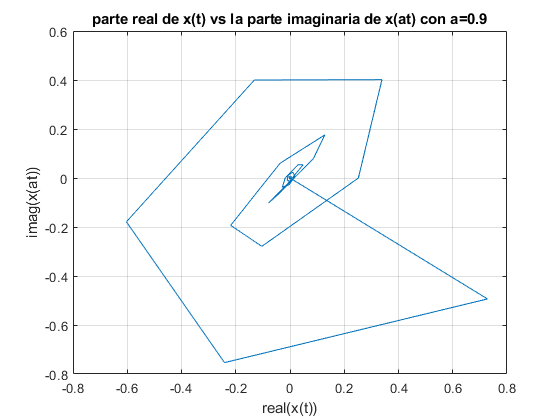 parte real de x(t) vs la parte imaginaria de x(at) con a=0.9
0.6
0.4
0.2
0
-0.2
-0.4
-0.6
-0.8
imag(x(at))
-0.8 -0.6 -0.4 -0.2 0 0.2 0.4 0.6 0.8
real(x(t))